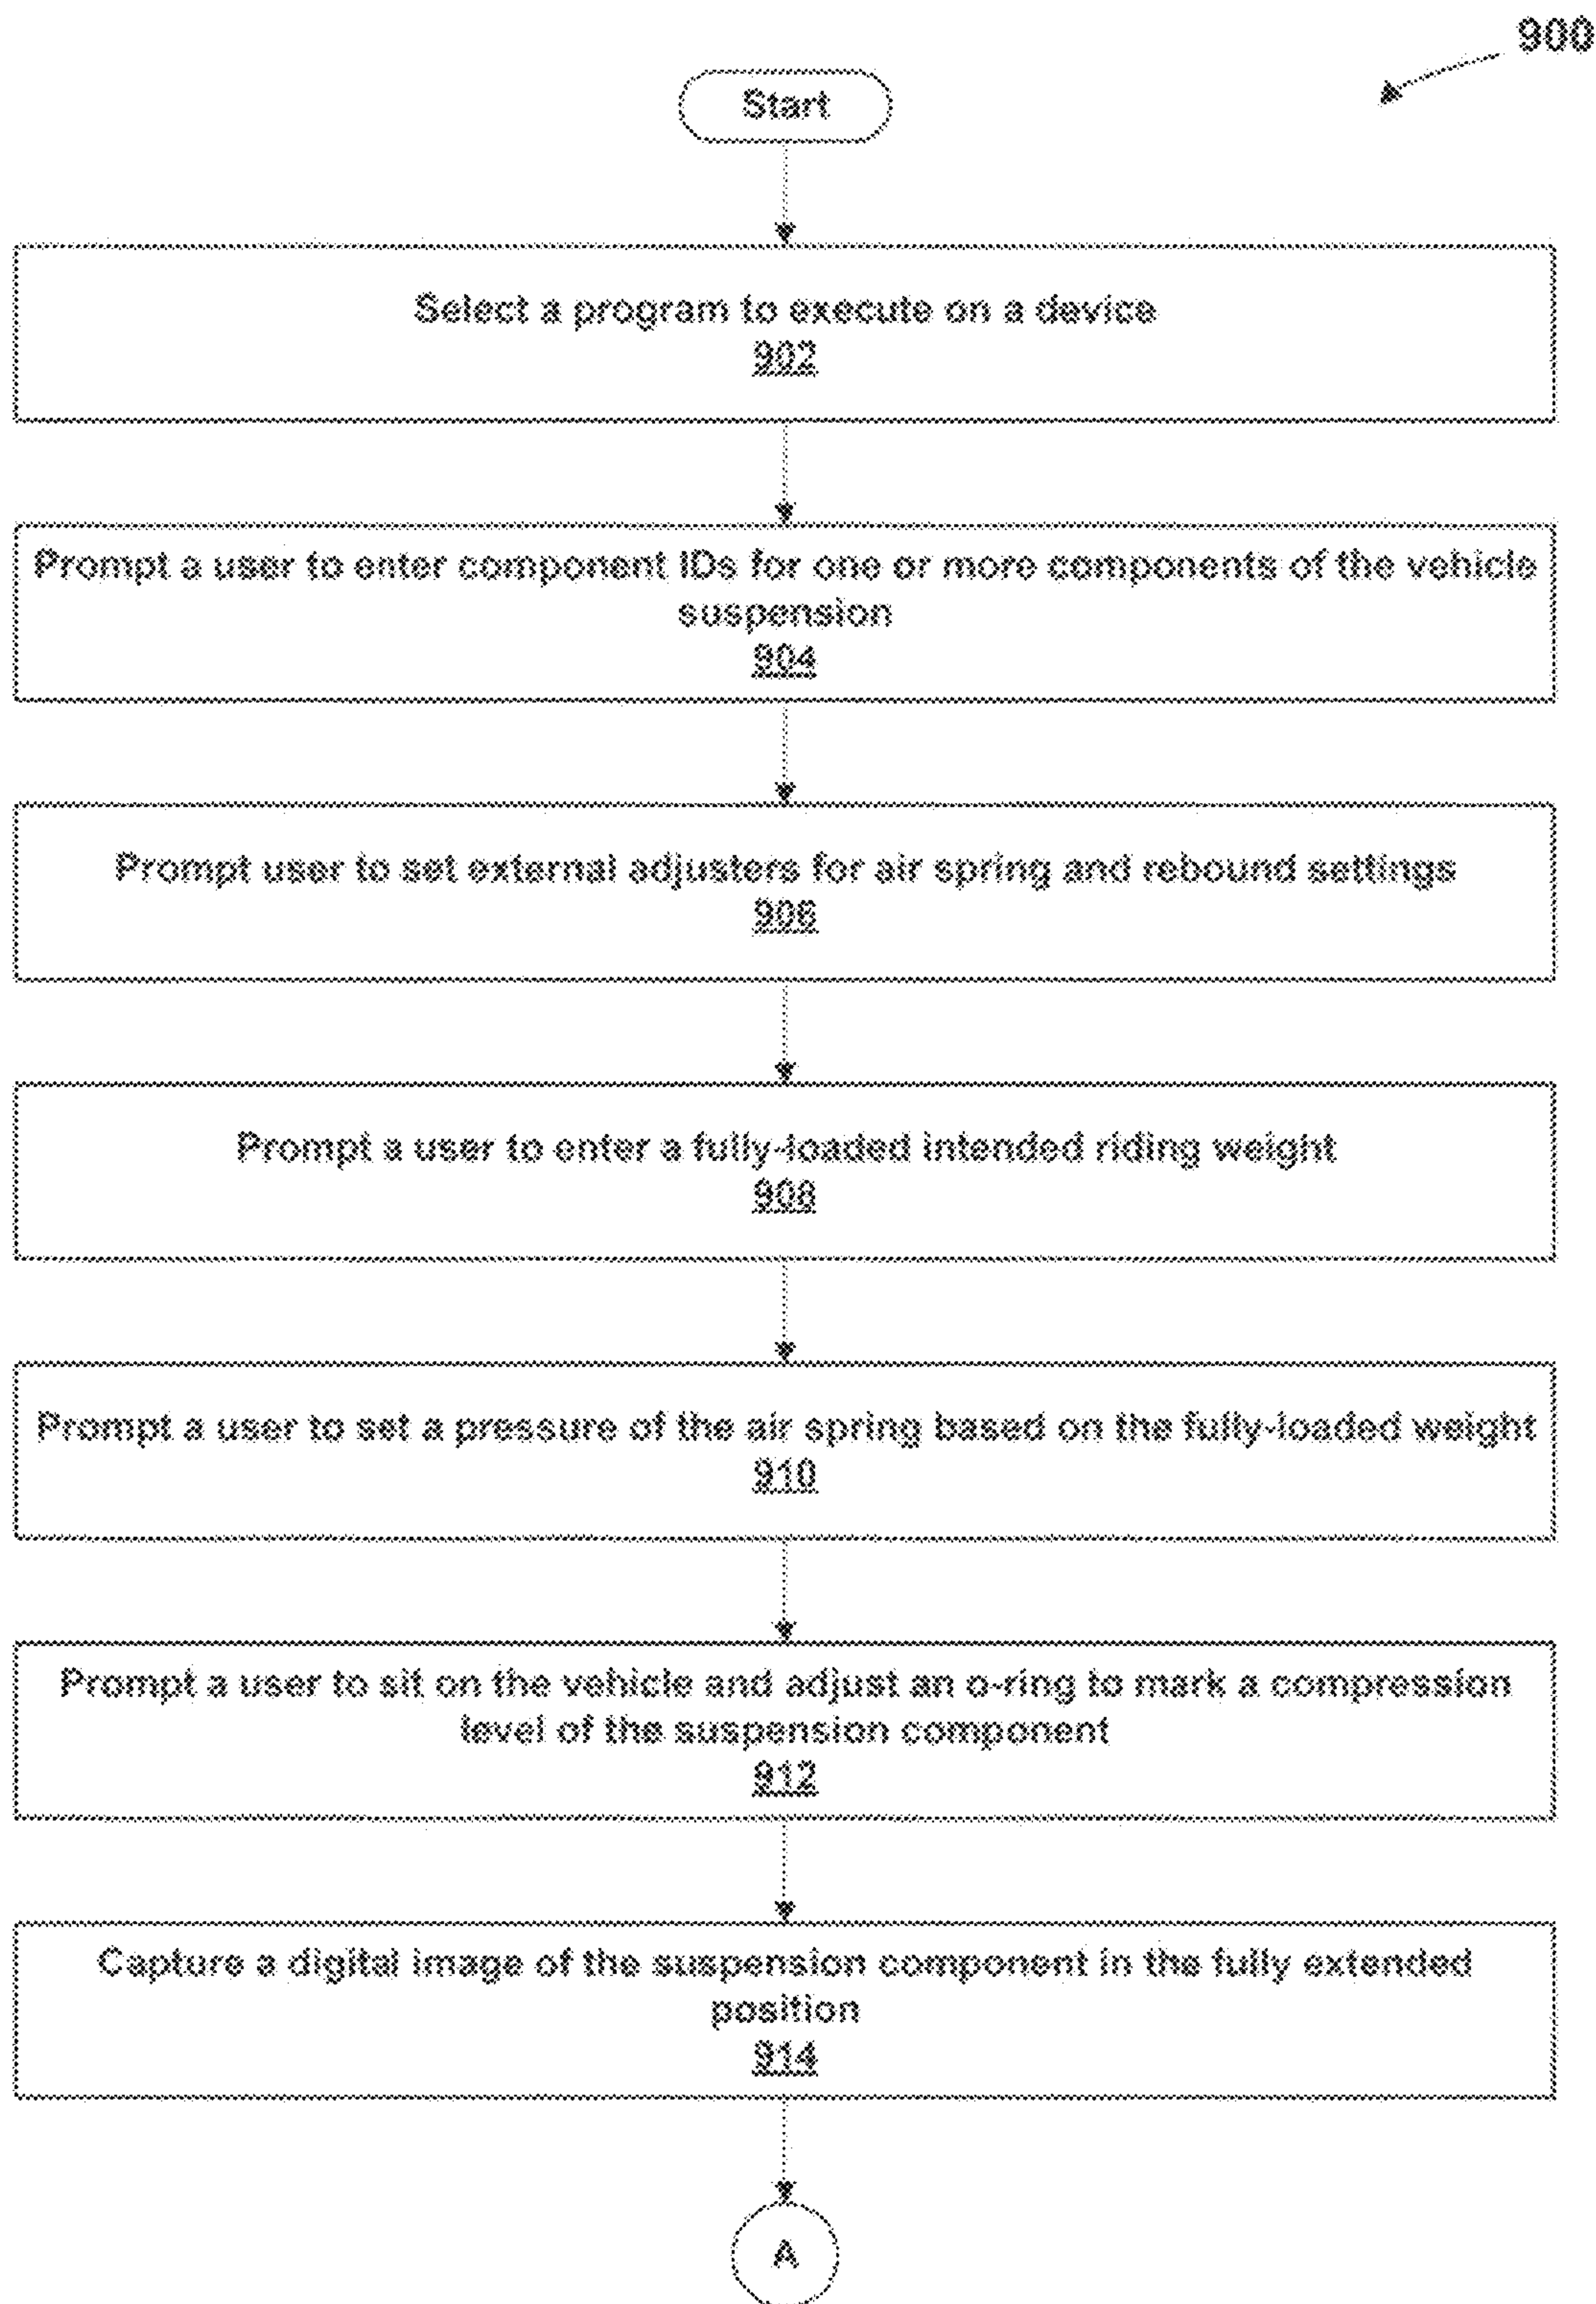 900
Start
Select a program to execute on a device
902
Prompt a user to enter component IDs for one or more components of the vehicle
suspension
904
Prompt user to set external adjusters for air spring and rebound settings
906
Prompt a user to enter a fully-loaded intended riding weight
908
Prompt a user to set a pressure of the air spring based on the fully-loaded weight
910
Prompt a user to sit on the vehicle and adjust an o-ring to mark a compression
level of the suspension component
912
Capture a digital image of the suspension component in the fully extended
position
914
A